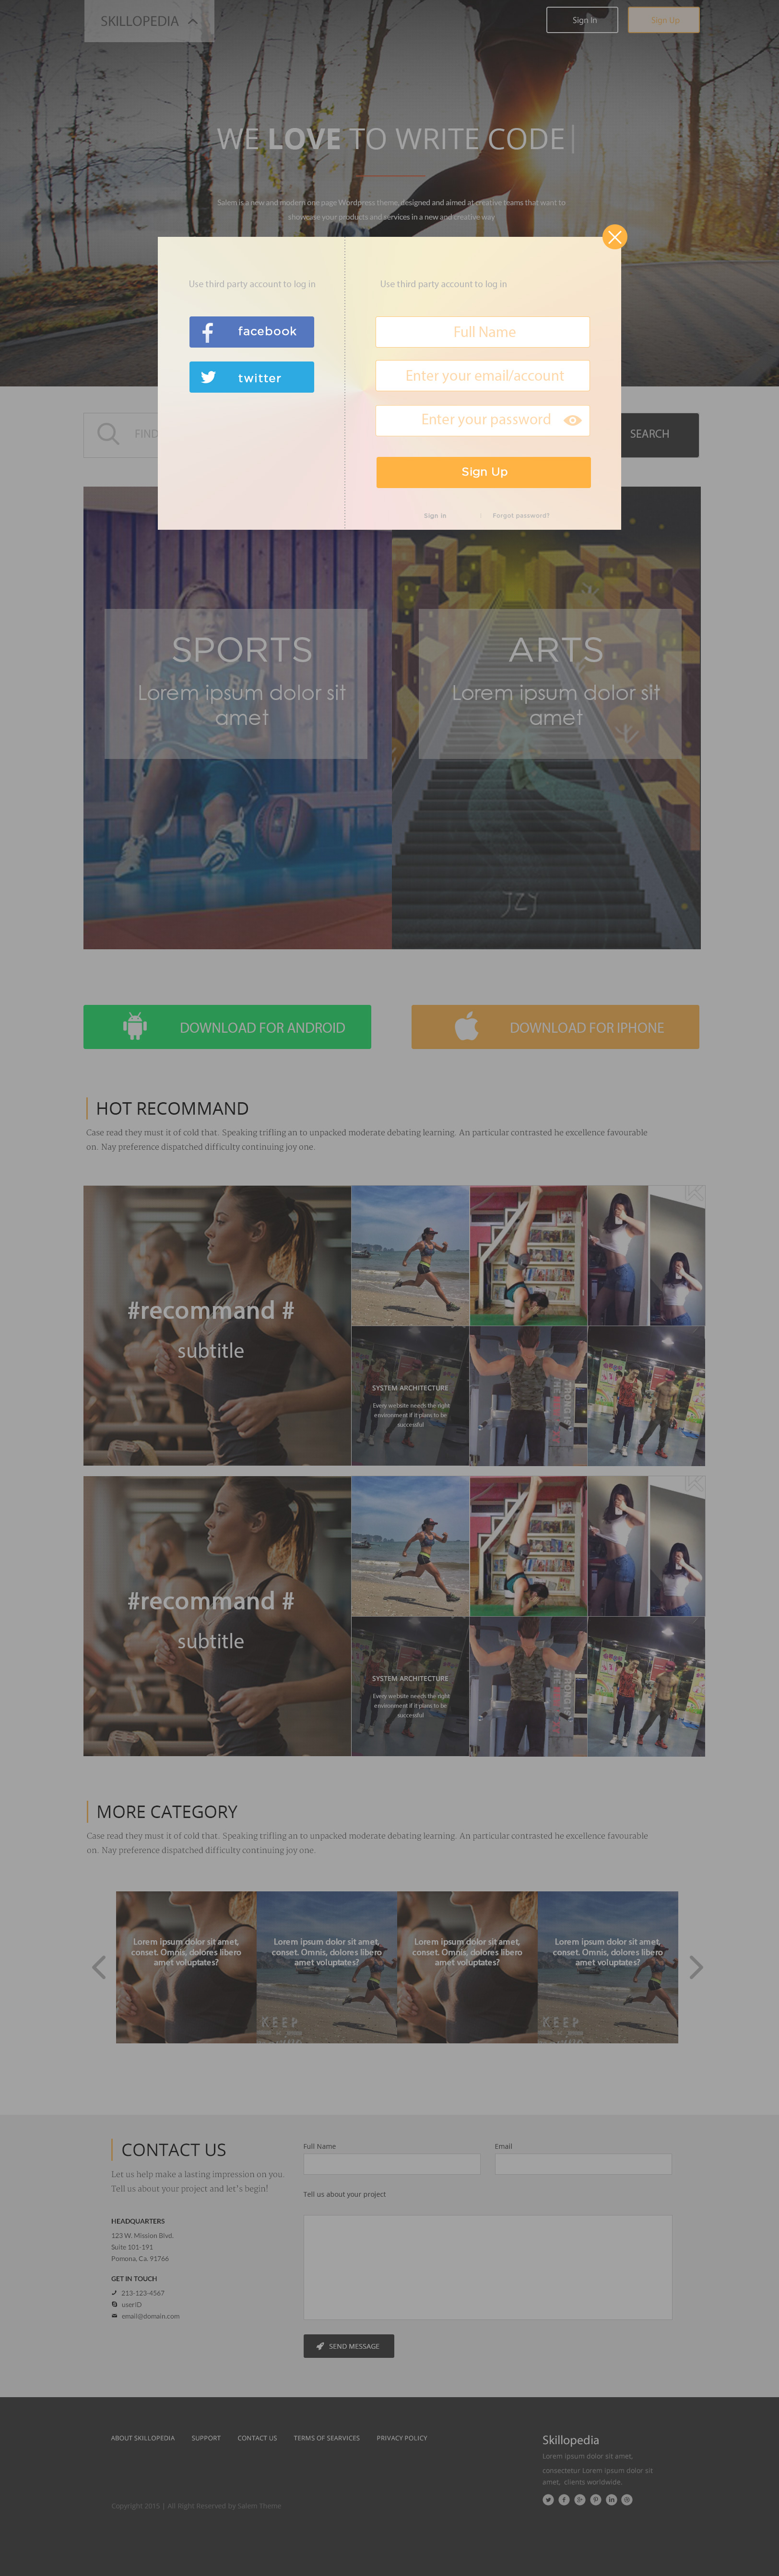 SKILLOPEDIA
Sign In
Sign Up
WE LOVE TO WRITE CODE
Salem is a new and modern one page Wordpress theme, designed and aimed at creative teams that want to
showcase your products and services in a new and creative way
Use third party account to log in
facebook
twitter
Use third party account to log in
Full Name
Enter your email/account
Enter your password
Sign Up
Sign in
Forgot password?
FIND
SEARCH
SPORTS
Lorem ipsum dolor sit
amet
ARTS
Lorem ipsum dolor sit
amet
JZY
DOWNLOAD FOR ANDROID
DOWNLOAD FOR IPHONE
HOT RECOMMAND
Case read they must it of cold that. Speaking trifling an to unpacked moderate debating learning. An particular contrasted he excellence favourable
on. Nay preference dispatched difficulty continuing joy one.
#recommand #
subtitle
SYSTEM ARCHITECTURE
Every website needs the right
environment if it plans to be
successful
#recommand #
subtitle
SYSTEM ARCHITECTURE
Every website needs the right
environment if it plans to be
successful
MORE CATEGORY
Case read they must it of cold that. Speaking trifling an to unpacked moderate debating learning. An particular contrasted he excellence favourable
on. Nay preference dispatched difficulty continuing joy one.
Lorem ipsum dolor sit amet,
conset. Omnis, dolores libero
amet voluptates?
Lorem ipsum dolor sit amet,
conset. Omnis, dolores libero
amet voluptates?
KEEP
Lorem ipsum dolor sit amet,
conset. Omnis, dolores libero
amet voluptates?
Lorem ipsum dolor sit amet,
conset. Omnis, dolores libero
amet voluptates?
KEEP
CONTACT US
Let us help make a lasting impression on you.
Tell us about your project and let's begin!
HEADQUARTERS
123 W. Mission Blvd.
Suite 101-191
Pomona, Ca. 91766
GET IN TOUCH
213-123-4567
userID
email@domain.com
Full Name
Email
Tell us about your project
SEND MESSAGE
ABOUT SKILLOPEDIA
SUPPORT
CONTACT US
TERMS OF SEARVICES
PRIVACY POLICY
Copyright 2015 | All Right Reserved by Salem Theme
Skillopedia
Lorem ipsum dolor sit amet,
consectetur Lorem ipsum dolor sit
amet, clients worldwide.